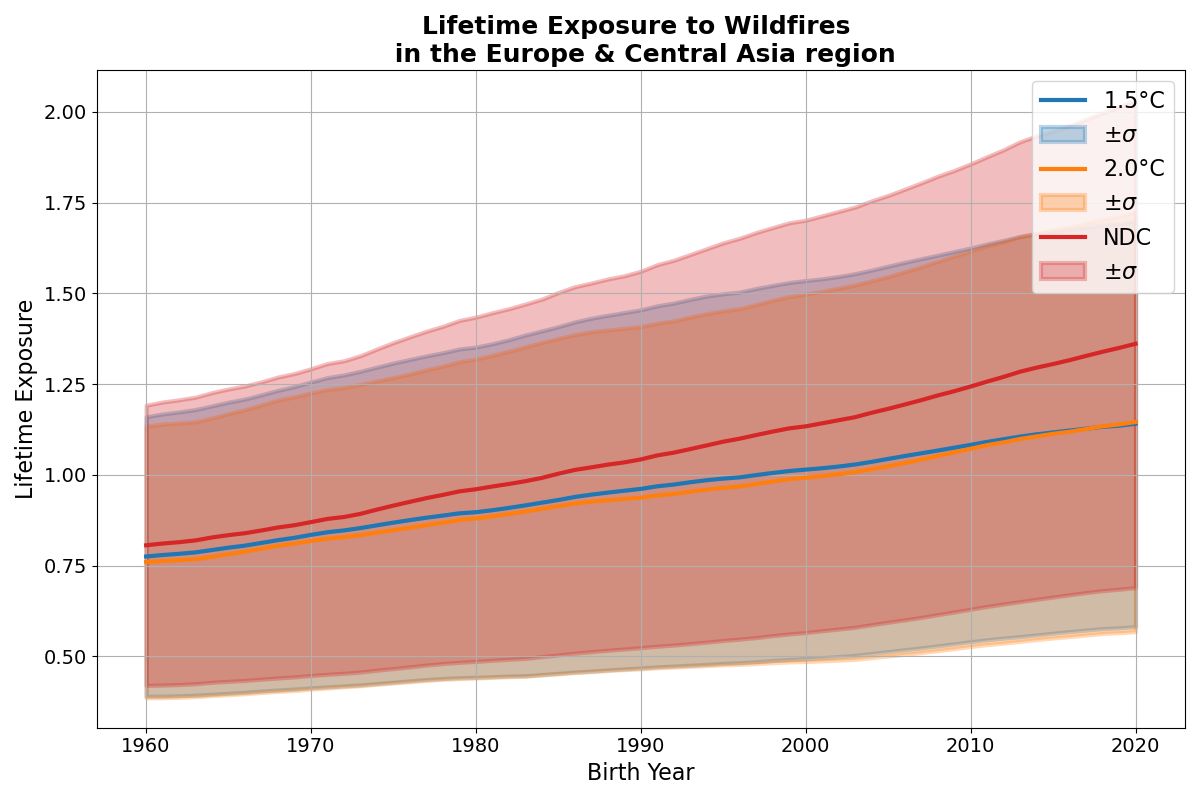 Lifetime Exposure to Wildfires
in the Europe & Central Asia region
Lifetime Exposure
2.00
1.75
1.50
1.25
1.00
0.75
0.50
1960
1970
1980
1990
2000
2010
2020
Birth Year
1.5°C
±σ
2.0°C
±σ
NDC
±σ